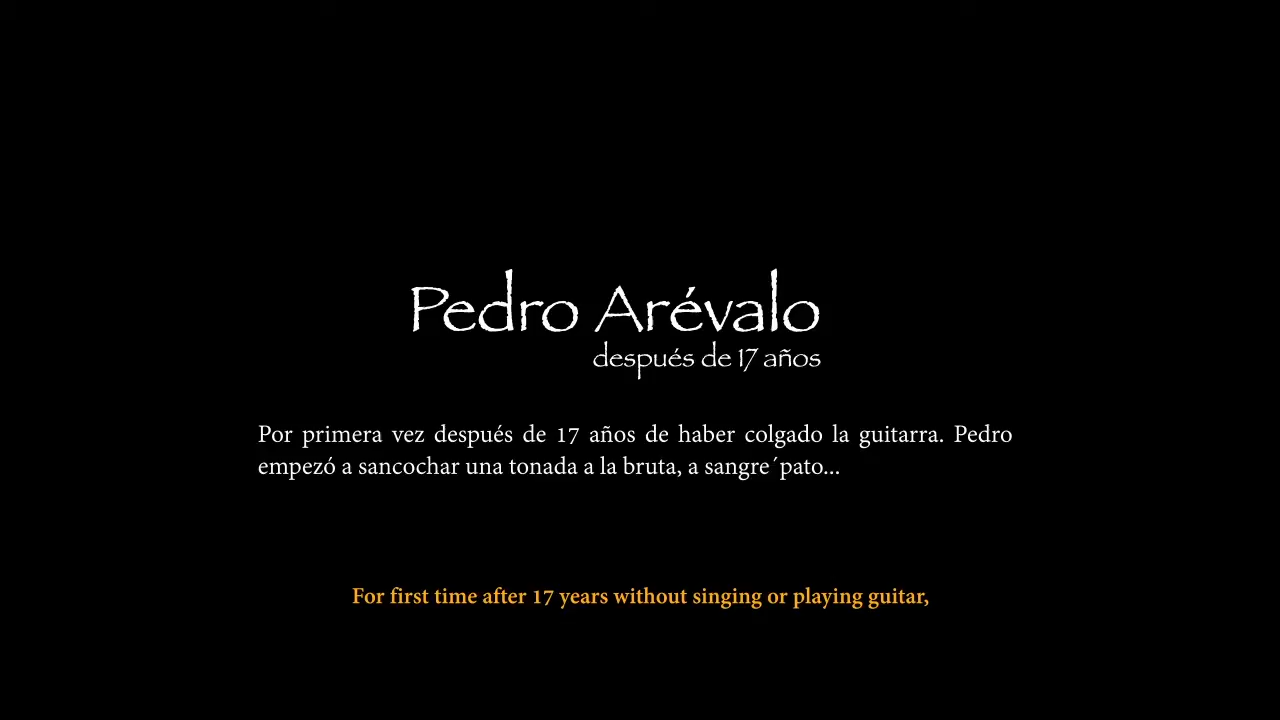 Pedro Arévalo
después de 17 años
Por primera vez después de 17 años de haber colgado la guitarra. Pedro
empezó a sancochar una tonada a la bruta, a sangre´pato...
For first time after 17 years without singing or playing guitar,